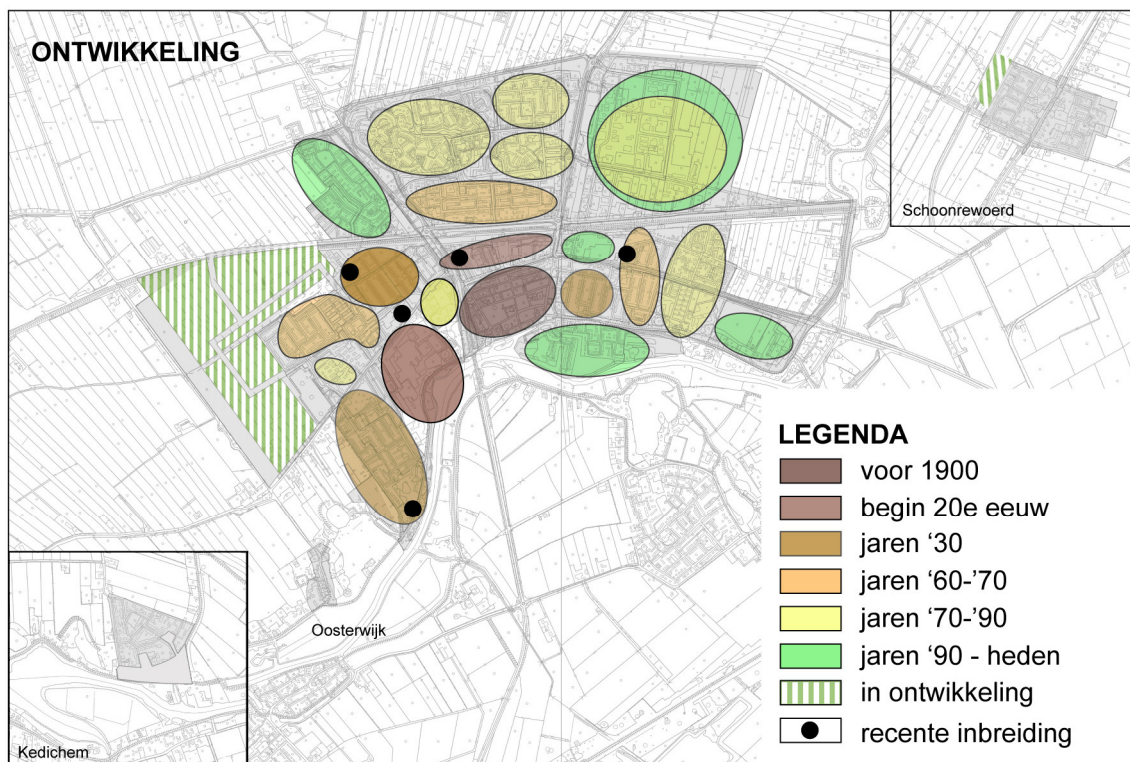 ONTWIKKELING
Schoonrewoerd
LEGENDA
voor 1900
begin 20e eeuw
jaren ‘30
jaren ‘60-’70
jaren ‘70-’90
jaren ‘90 - heden
in ontwikkeling
recente inbreiding
Oosterwijk
Kedichem